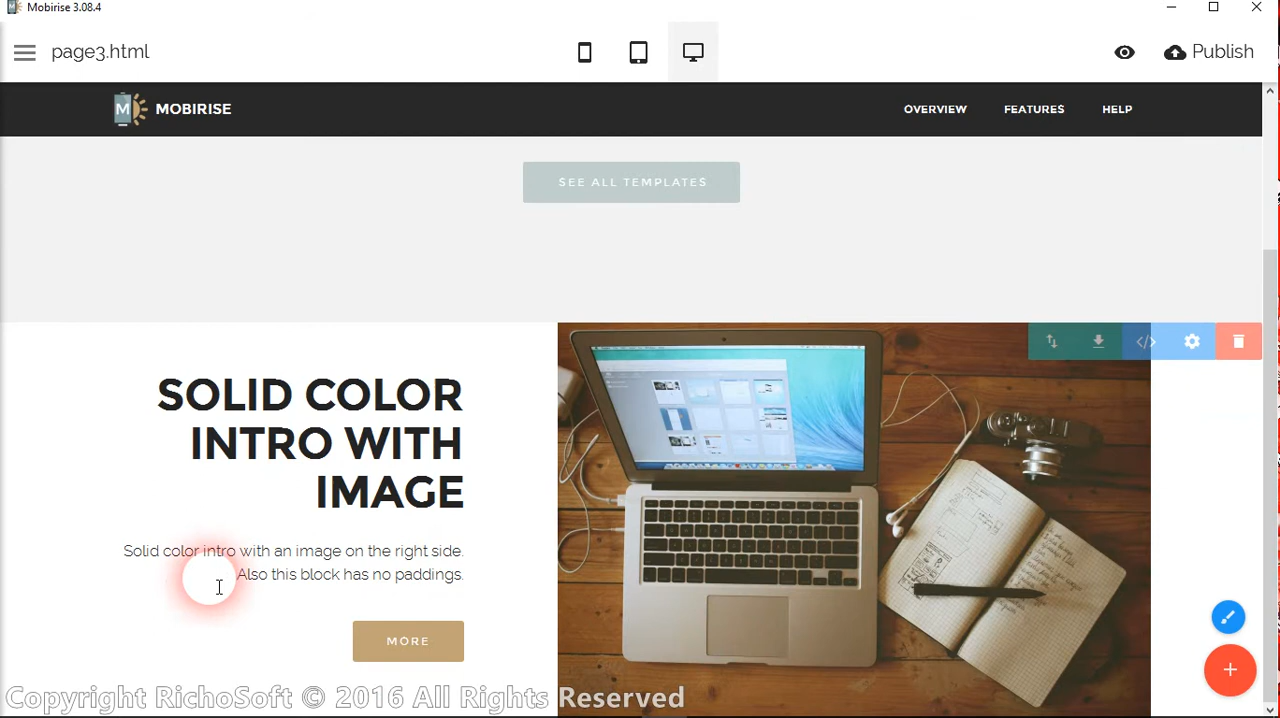 Mobirise 3.08.4
page3.html
Publish
M MOBIRISE
OVERVIEW FEATURES HELP
SEE ALL TEMPLATES
SOLID COLOR
INTRO WITH
IMAGE
Solid color intro with an image on the right side.
Also this block has no paddings.
MORE
Copyright RichoSoft © 2016 All Rights Reserved